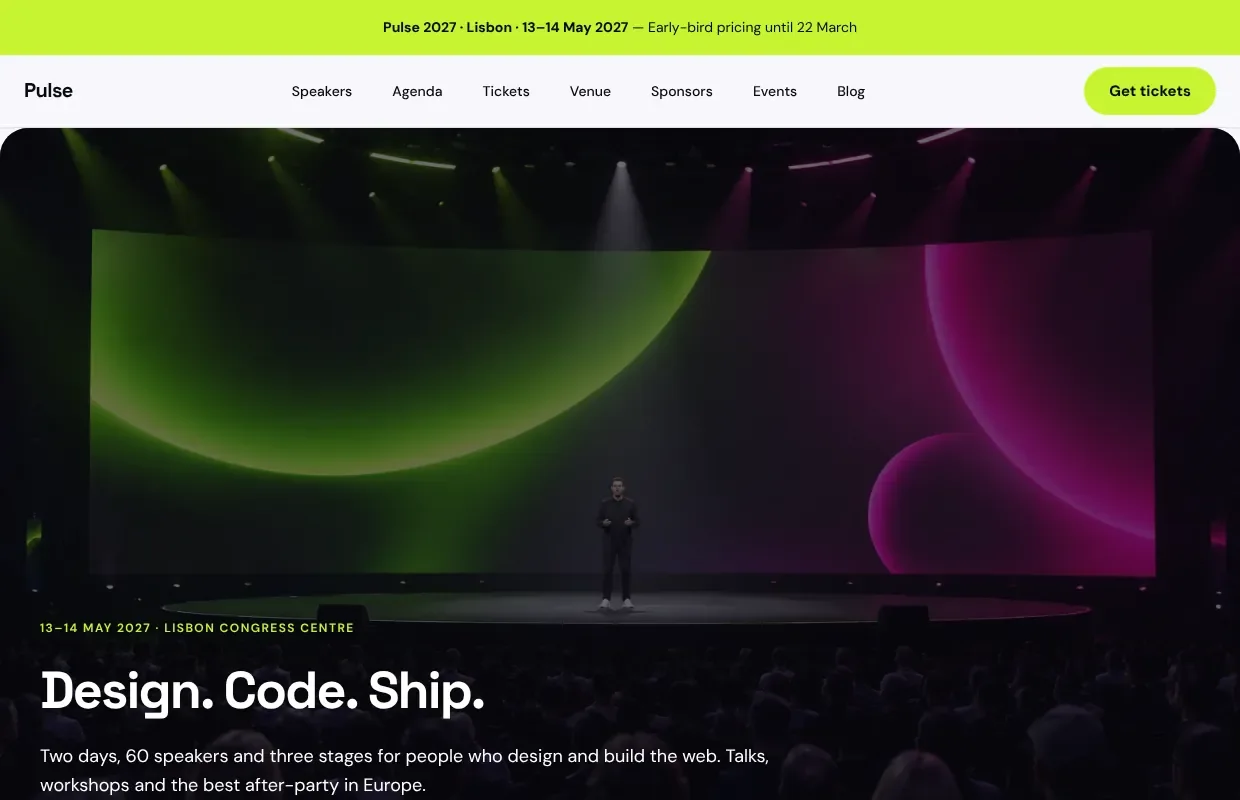 Pulse 2027 · Lisbon · 13–14 May 2027 — Early-bird pricing until 22 March
Pulse
Speakers
Agenda
Tickets
Venue
Sponsors
Events
Blog
Get tickets
13–14 MAY 2027 · LISBON CONGRESS CENTRE
Design. Code. Ship.
Two days, 60 speakers and three stages for people who design and build the web. Talks,
workshops and the best after-party in Europe.